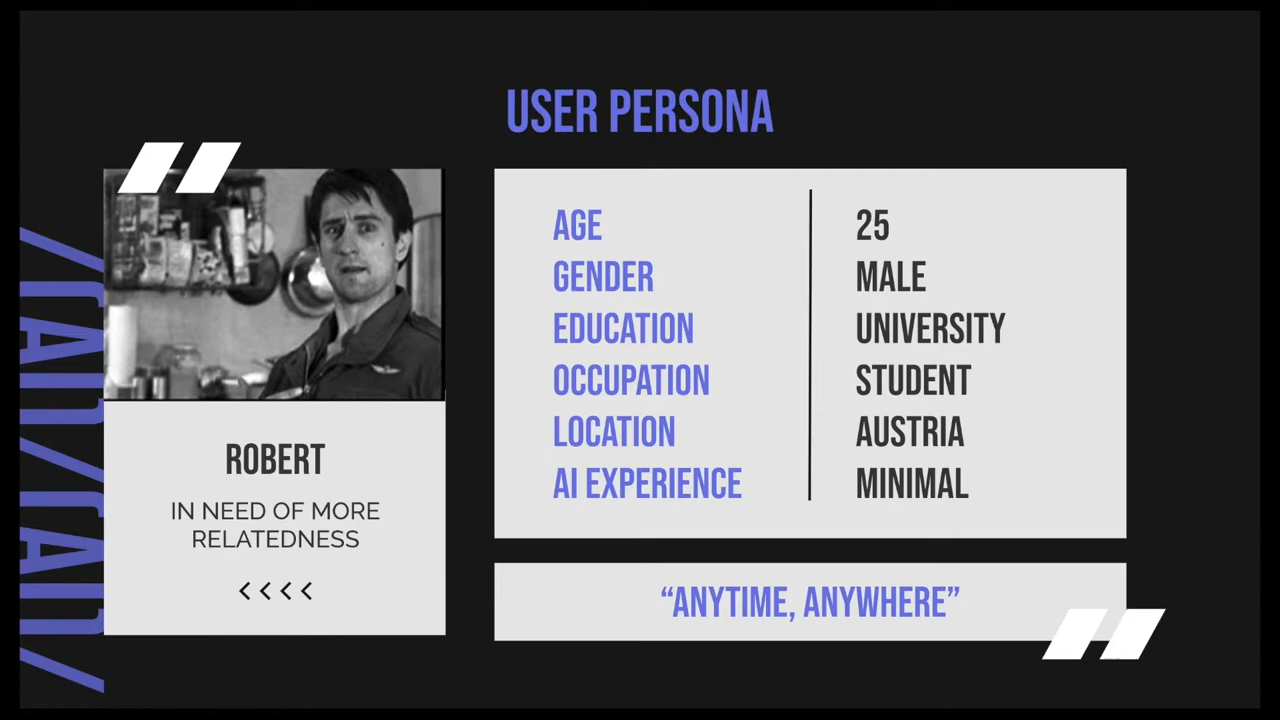 USER PERSONA
ROBERT
IN NEED OF MORE
RELATEDNESS
AGE 25
GENDER MALE
EDUCATION UNIVERSITY
OCCUPATION STUDENT
LOCATION AUSTRIA
AI EXPERIENCE MINIMAL
“ANYTIME, ANYWHERE”